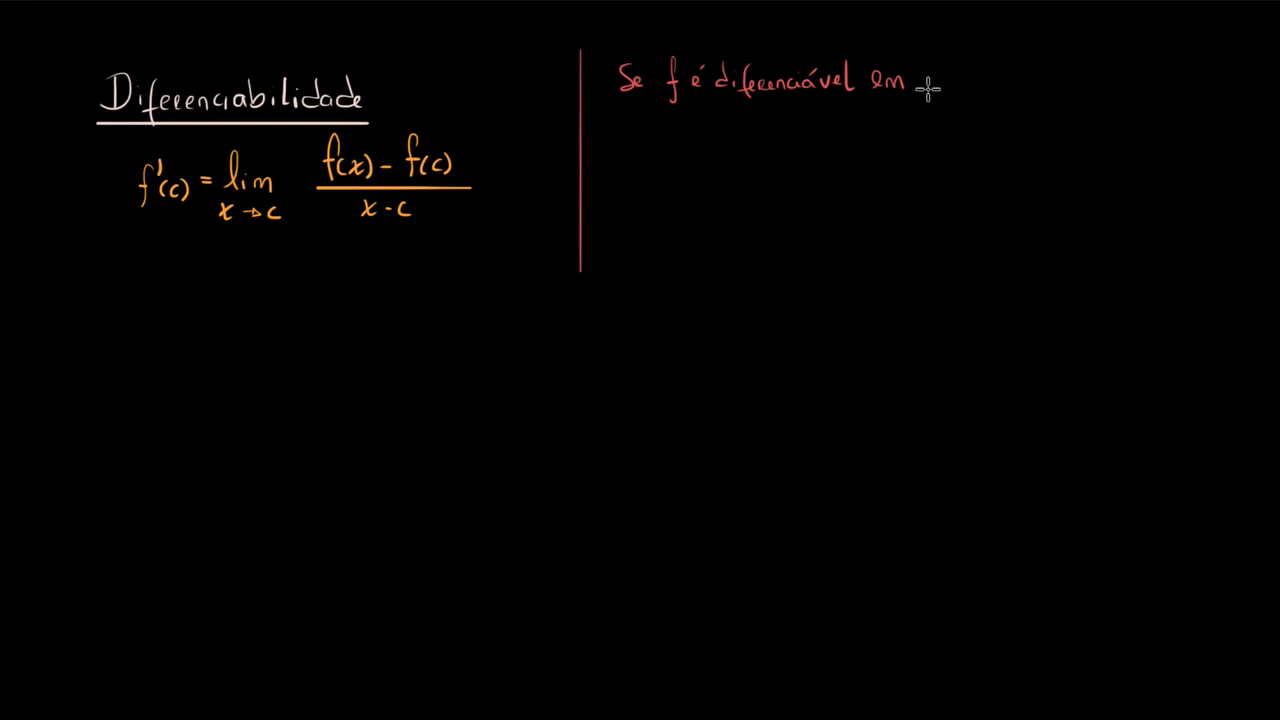 Diferenciabilidade
f'(c) = lim x→c f(x) - f(c) / x - c
Se f é diferenciável em